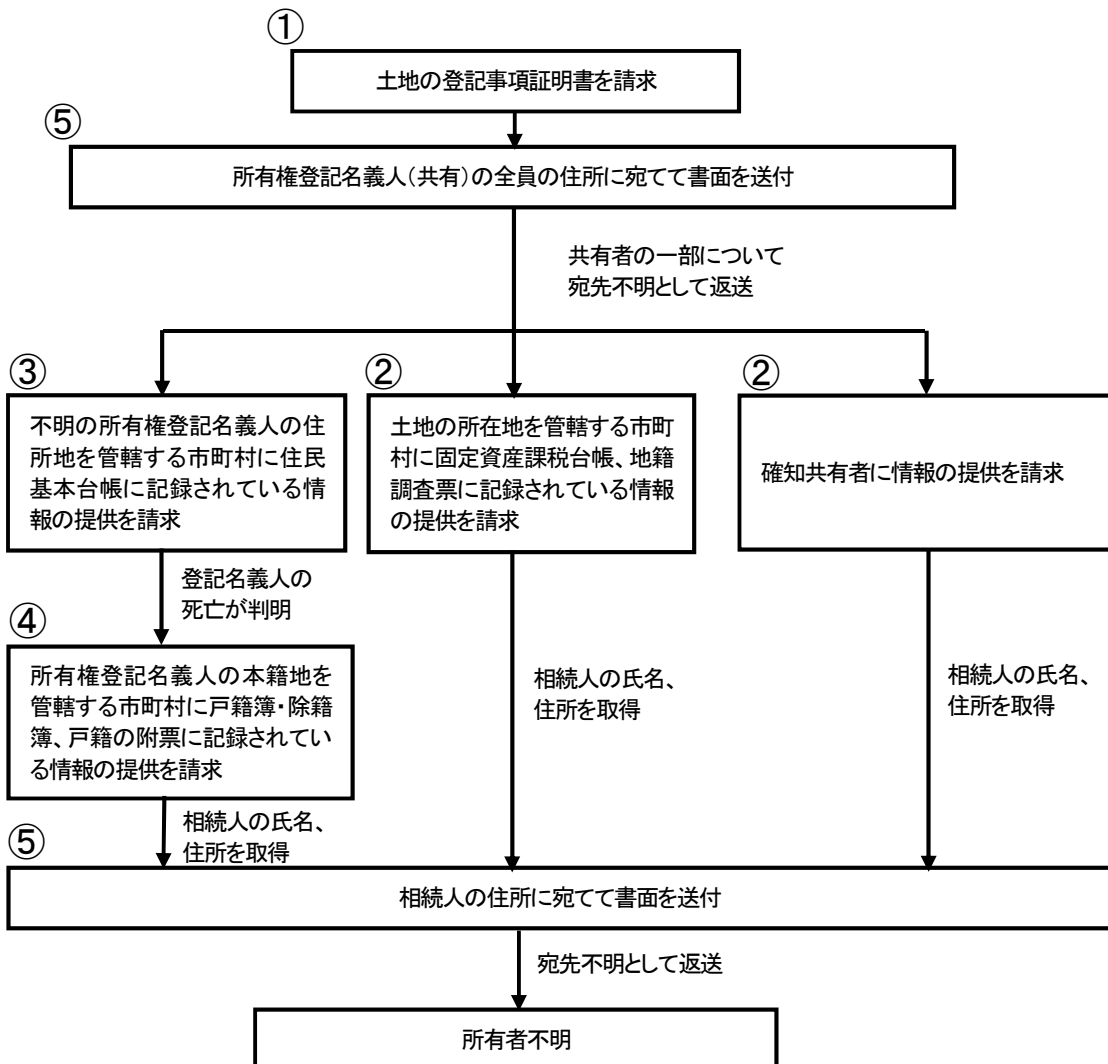 ①
土地の登記事項証明書を請求
⑤
所有権登記名義人（共有）の全員の住所に宛てて書面を送付
共有者の一部について
宛先不明として返送
③
不明の所有権登記名義人の住
所地を管轄する市町村に住民
基本台帳に記録されている情
報の提供を請求
②
土地の所在地を管轄する市町
村に固定資産課税台帳、地籍
調査票に記録されている情報
の提供を請求
②
確知共有者に情報の提供を請求
登記名義人の
死亡が判明
④
所有権登記名義人の本籍地を
管轄する市町村に戸籍簿・除籍
簿、戸籍の附票に記録されてい
る情報の提供を請求
相続人の氏名、
住所を取得
相続人の氏名、
住所を取得
相続人の氏名、
住所を取得
⑤
相続人の住所に宛てて書面を送付
宛先不明として返送
所有者不明